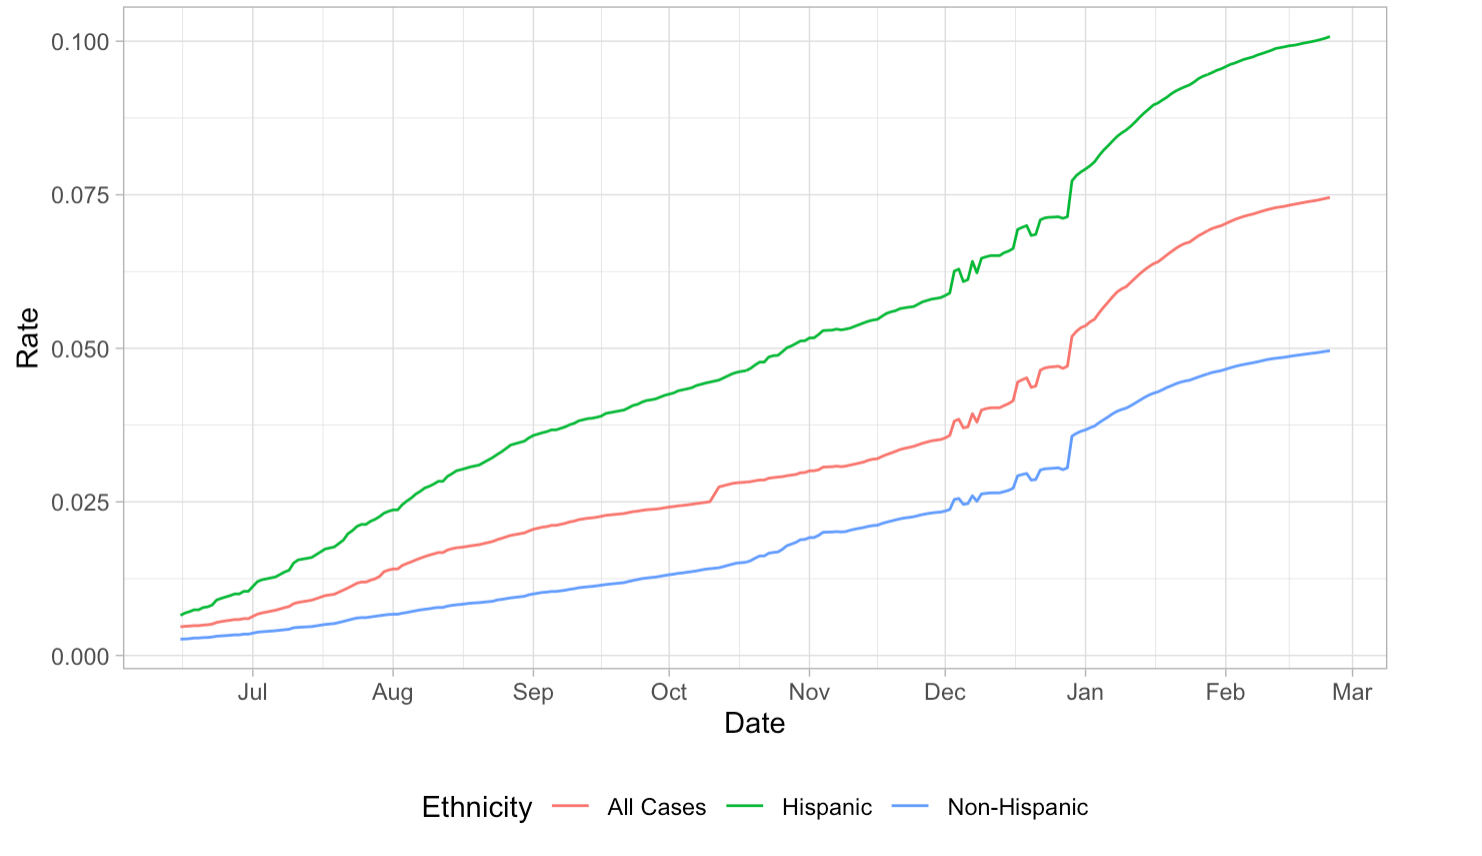 0.100
0.075
0.050
0.025
0.000
Rate
Jul Aug Sep Oct Nov Dec Jan Feb Mar
Date
Ethnicity All Cases Hispanic Non-Hispanic